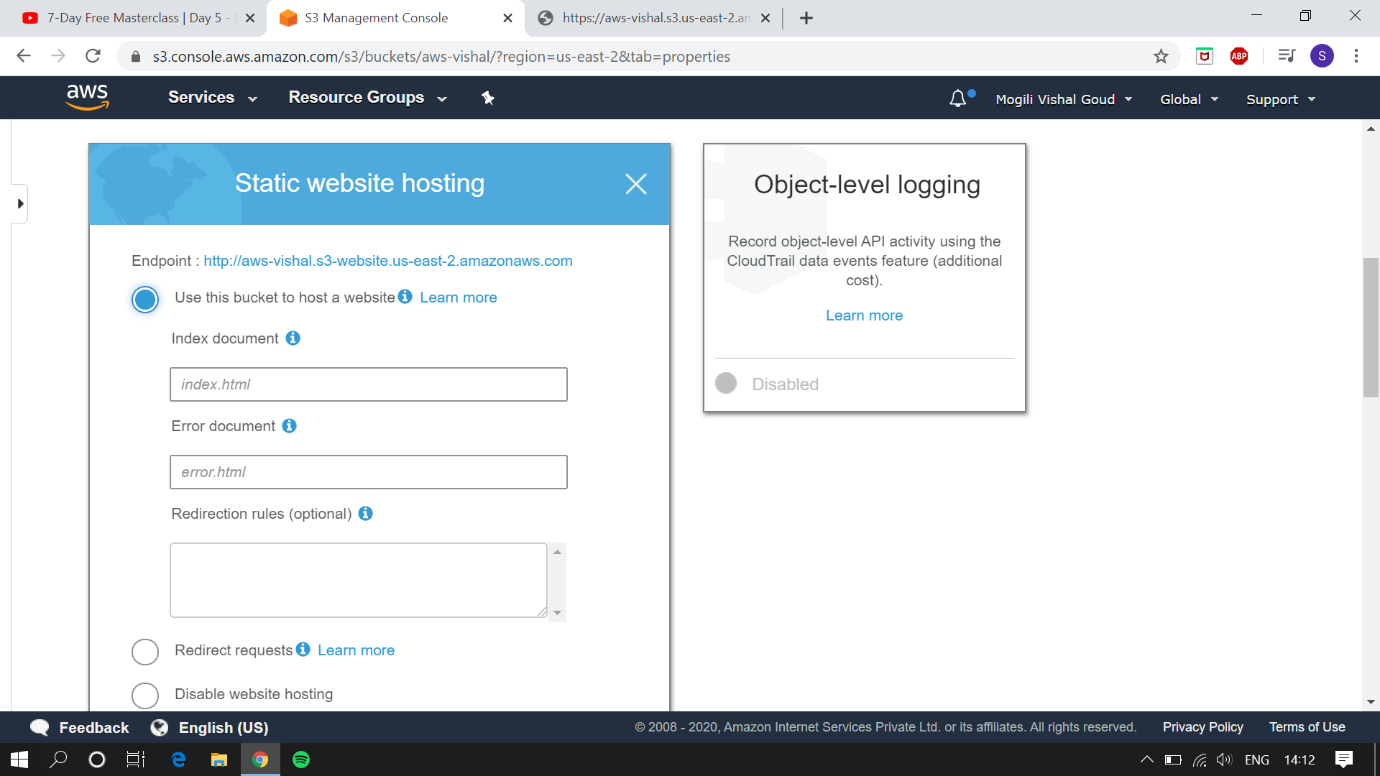 7-Day Free Masterclass | Day 5 -
S3 Management Console
https://aws-vishal.s3.us-east-2.am
s3.console.aws.amazon.com/s3/buckets/aws-vishal/?region=us-east-2&tab=properties
ABP
S
aws
Services
Resource Groups
Mogili Vishal Goud
Global
Support
Static website hosting
Endpoint : http://aws-vishal.s3-website.us-east-2.amazonaws.com
Use this bucket to host a website Learn more
Index document
index.html
Error document
error.html
Redirection rules (optional)
Redirect requests Learn more
Disable website hosting
Object-level logging
Record object-level API activity using the
CloudTrail data events feature (additional
cost).
Learn more
Disabled
Feedback
English (US)
© 2008 - 2020, Amazon Internet Services Private Ltd. or its affiliates. All rights reserved.
Privacy Policy
Terms of Use
ENG
14:12